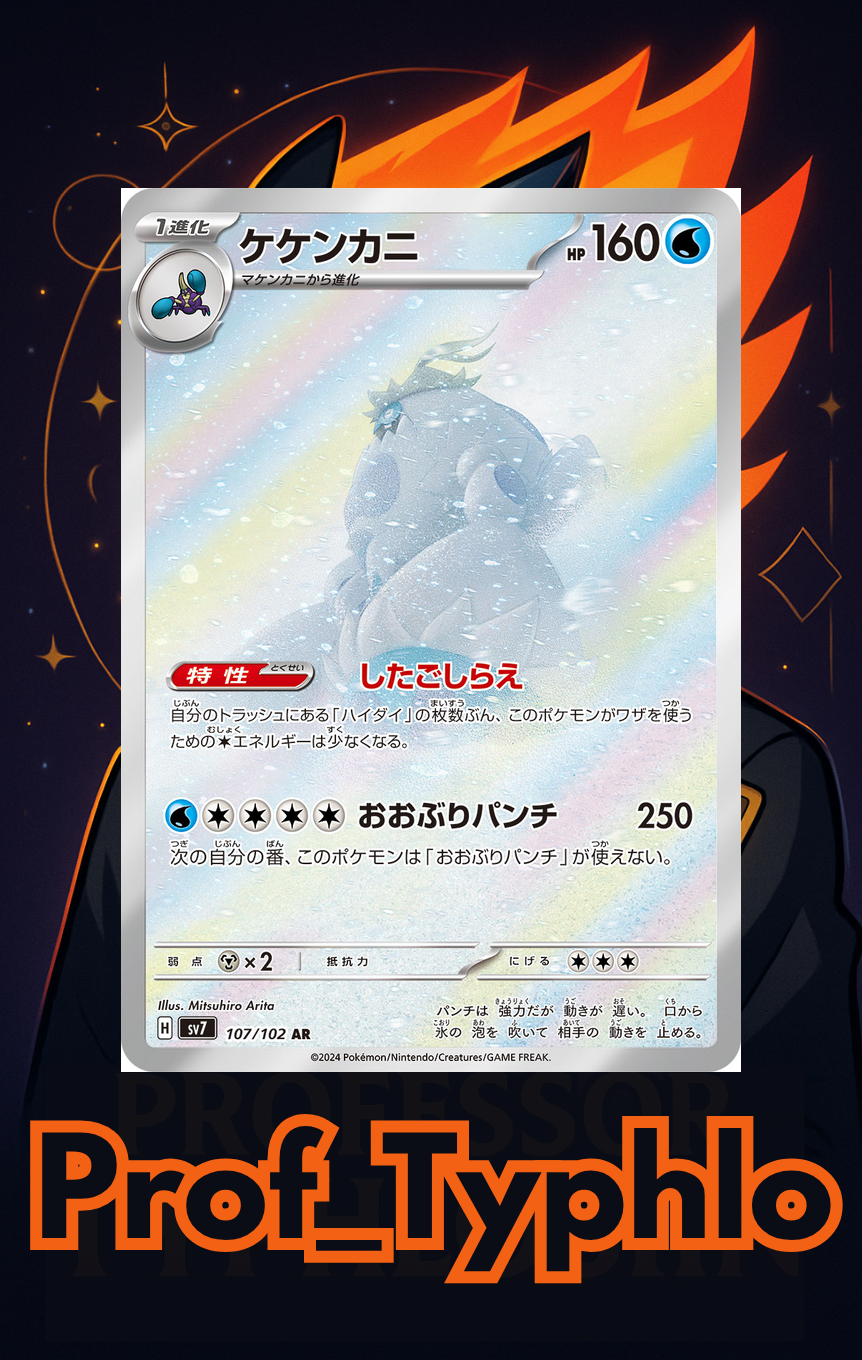 1進化
ケケンカニ
HP 160
マケンカニから進化
特性 とくせい したごしらえ
自分のトラッシュにある「ハイダイ」の枚数ぶん、このポケモンがワザを使う
ための エネルギーは少なくなる。
おおぶりパンチ 250
次の自分の番、このポケモンは「おおぶりパンチ」が使えない。
弱点 ×2 抵抗力 にげる
Illus. Mitsuhiro Arita
H sv7 107/102 AR
パンチは 強力だが 動きが 遅い。 口から
氷の 泡を 吹いて 相手の 動きを 止める。
©2024 Pokémon/Nintendo/Creatures/GAME FREAK.
PROFESSOR
Prof_Typhlo